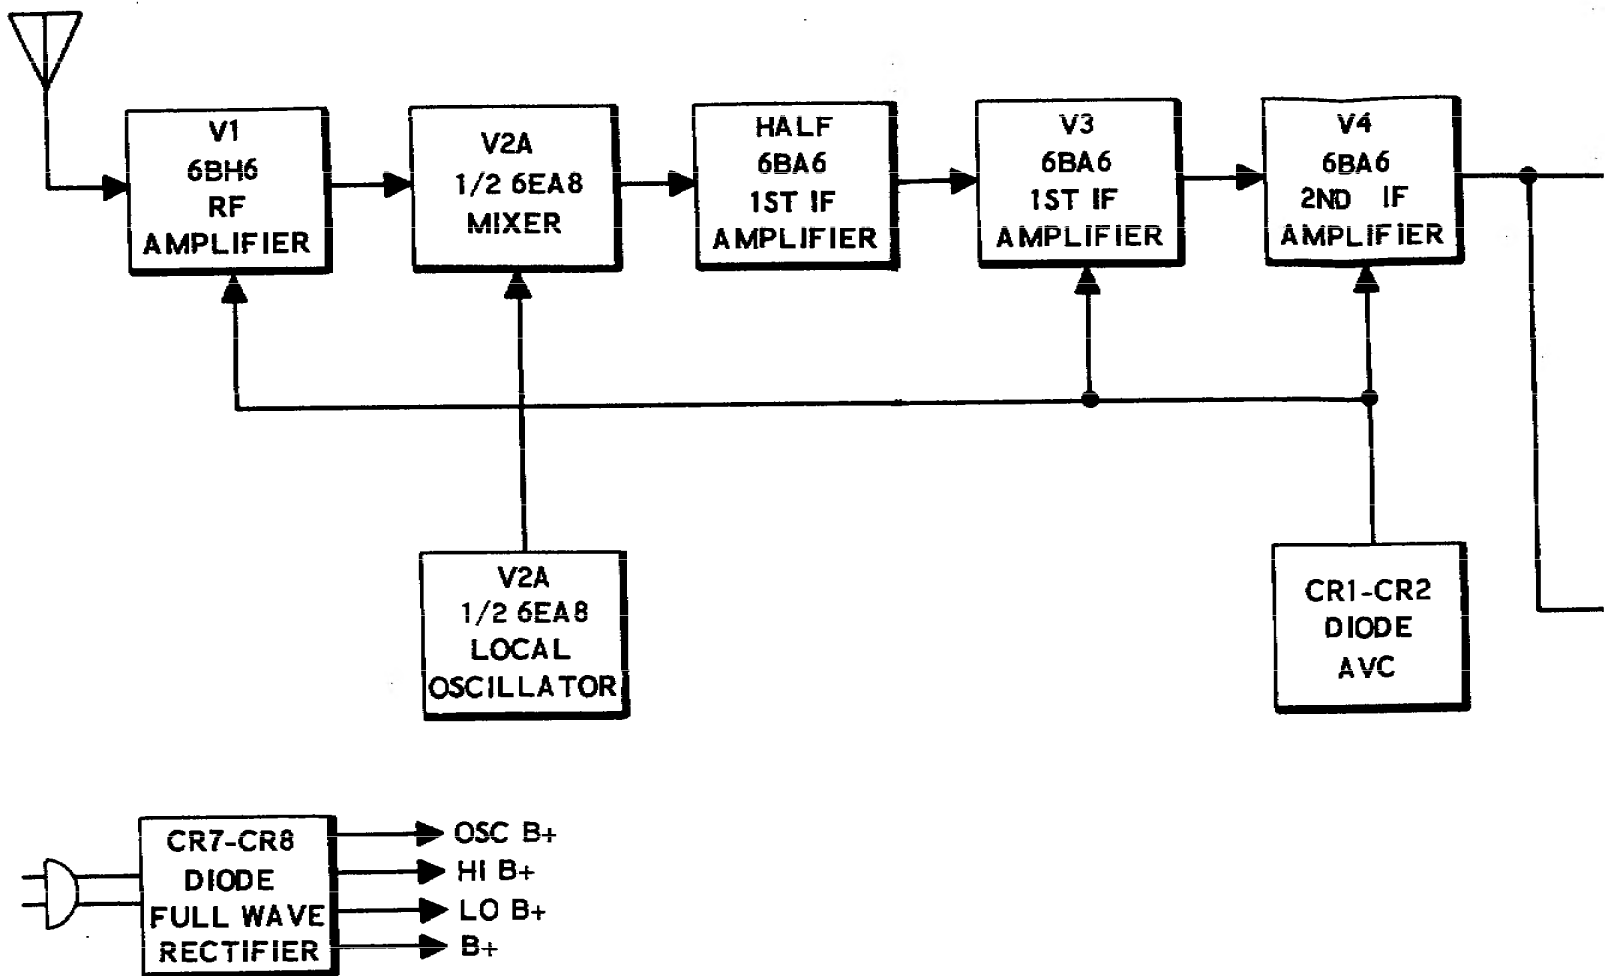 V1
6BH6
RF
AMPLIFIER
V2A
1/2 6EA8
MIXER
HALF
6BA6
1ST IF
AMPLIFIER
V3
6BA6
1ST IF
AMPLIFIER
V4
6BA6
2ND IF
AMPLIFIER
V2A
1/2 6EA8
LOCAL
OSCILLATOR
CR1-CR2
DIODE
AVC
CR7-CR8
DIODE
FULL WAVE
RECTIFIER
OSC B+
HI B+
LO B+
B+